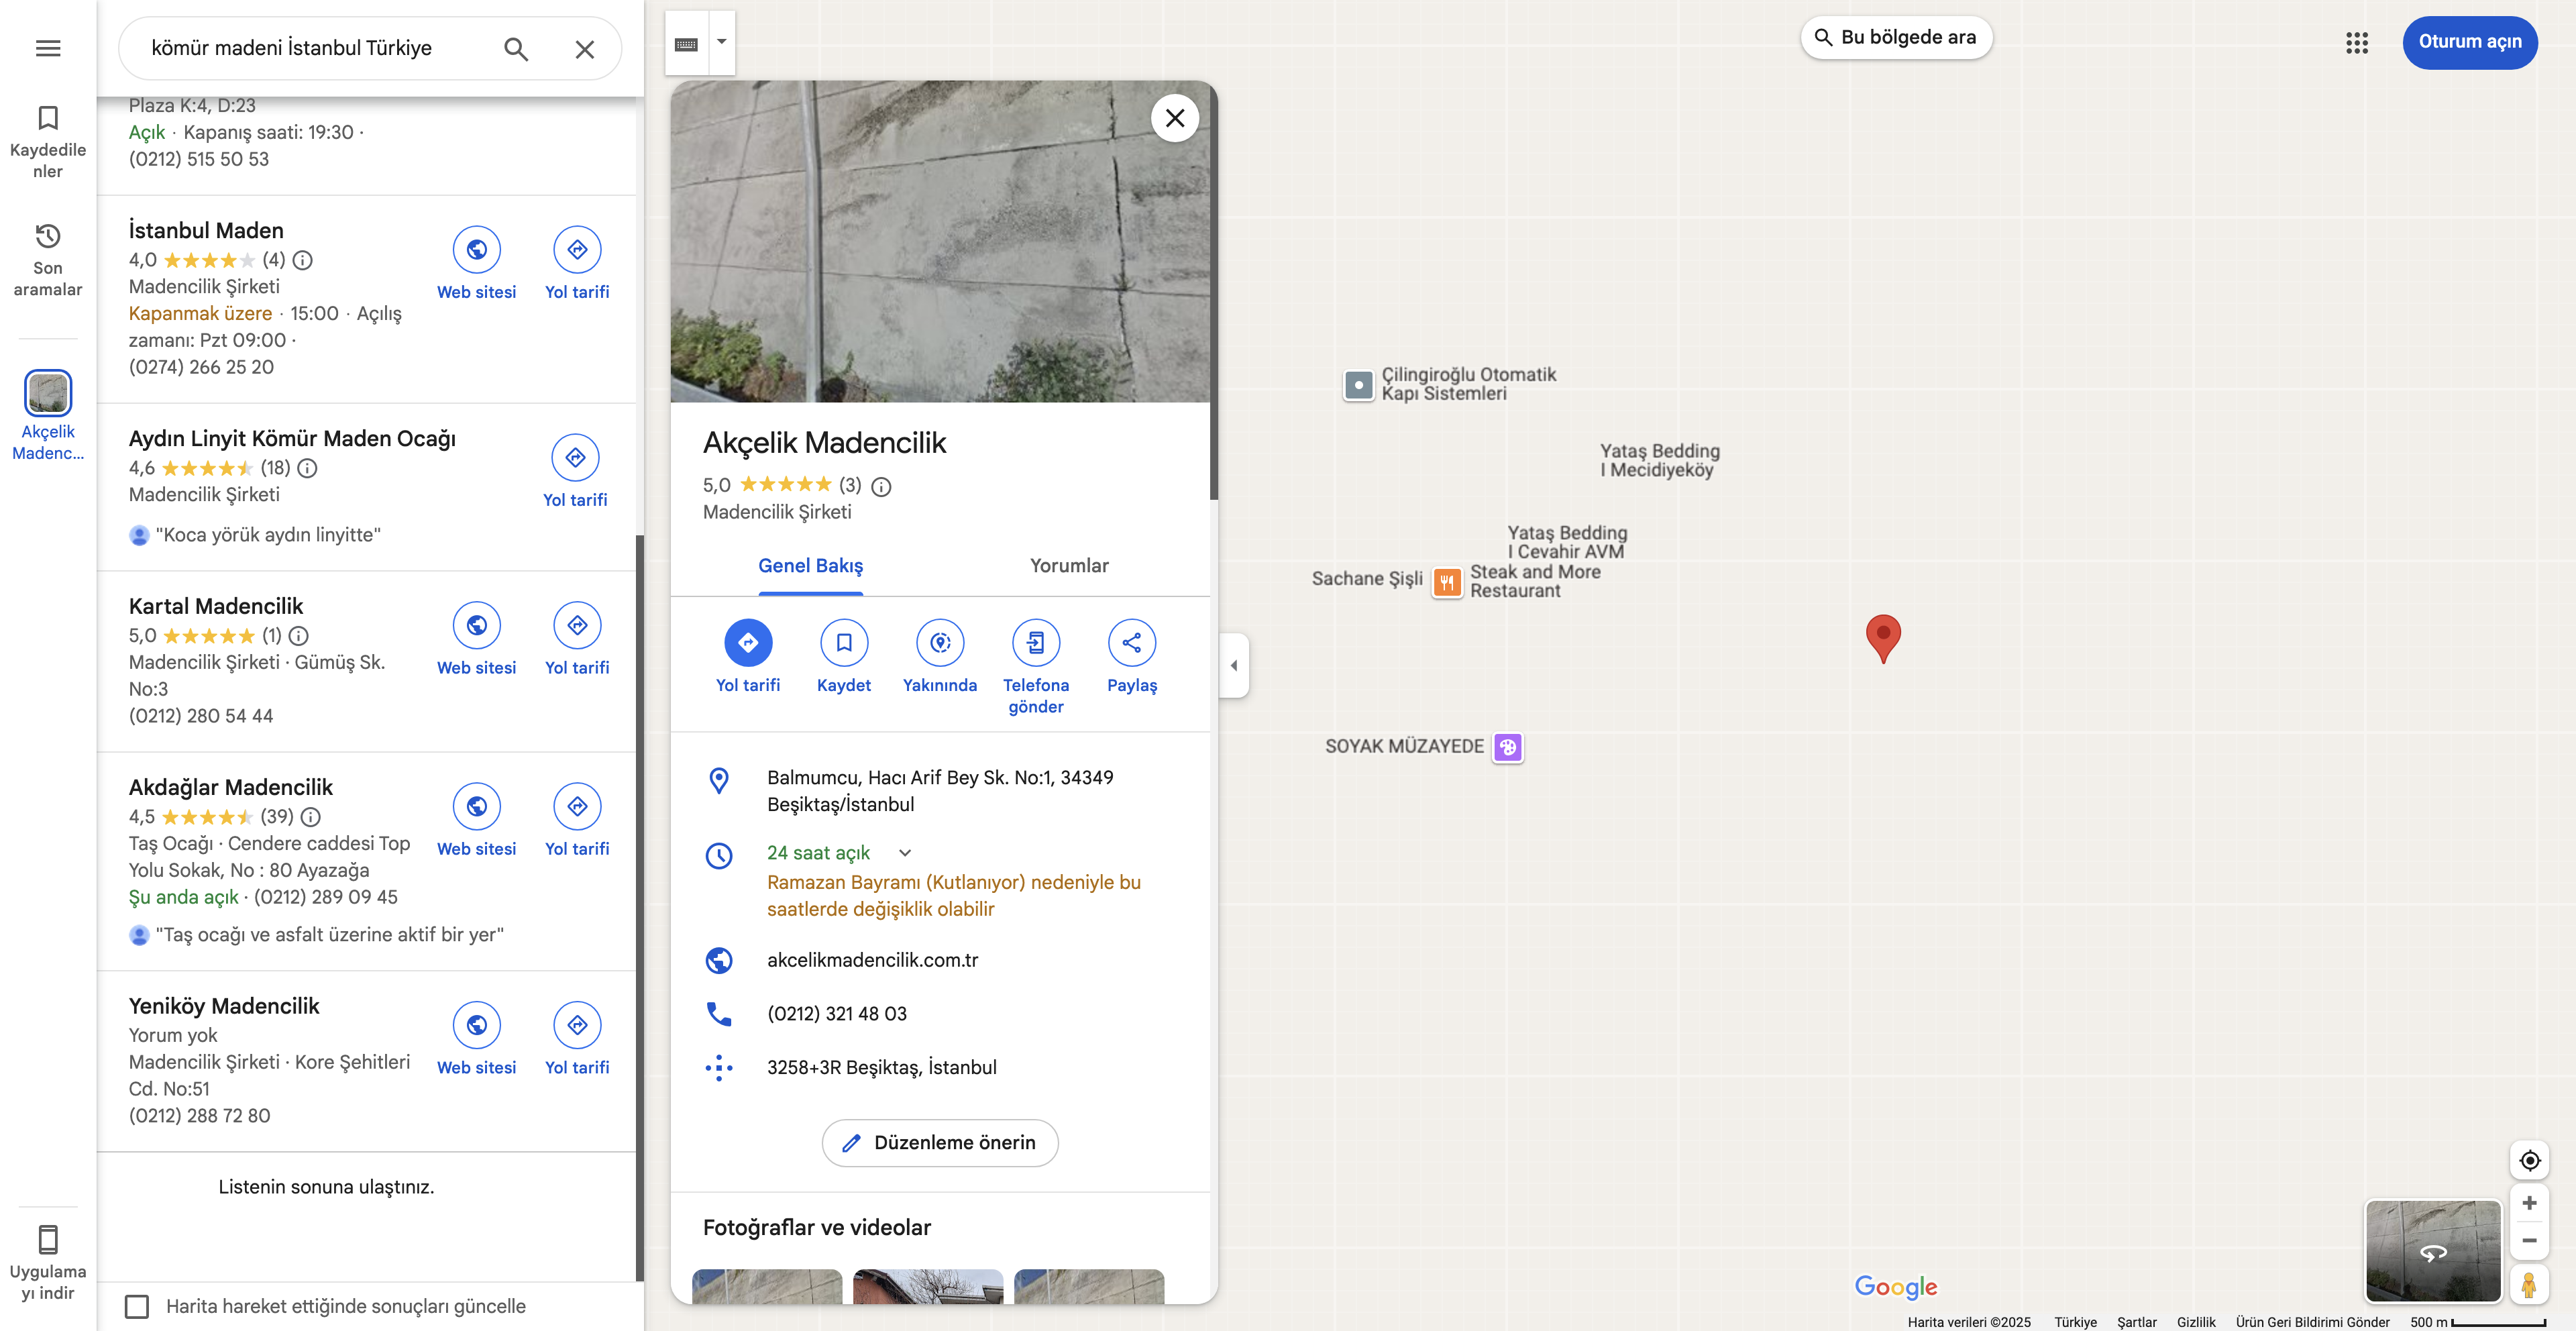 kömür madeni İstanbul Türkiye
Kaydedile
nler
Son
aramalar
Akçelik
Madenc...
Uygulama
yı indir
Plaza K:4, D:23
Açık · Kapanış saati: 19:30 ·
(0212) 515 50 53
İstanbul Maden
4,0 (4)
Madencilik Şirketi
Kapanmak üzere · 15:00 · Açılış
zamanı: Pzt 09:00 ·
(0274) 266 25 20
Web sitesi
Yol tarifi
Aydın Linyit Kömür Maden Ocağı
4,6 (18)
Madencilik Şirketi
"Koca yörük aydın linyitte"
Yol tarifi
Kartal Madencilik
5,0 (1)
Madencilik Şirketi · Gümüş Sk.
No:3
(0212) 280 54 44
Web sitesi
Yol tarifi
Akdağlar Madencilik
4,5 (39)
Taş Ocağı · Cendere caddesi Top
Yolu Sokak, No : 80 Ayazağa
Şu anda açık · (0212) 289 09 45
"Taş ocağı ve asfalt üzerine aktif bir yer"
Web sitesi
Yol tarifi
Yeniköy Madencilik
Yorum yok
Madencilik Şirketi · Kore Şehitleri
Cd. No:51
(0212) 288 72 80
Web sitesi
Yol tarifi
Listenin sonuna ulaştınız.
Harita hareket ettiğinde sonuçları güncelle
Akçelik Madencilik
5,0 (3)
Madencilik Şirketi
Genel Bakış
Yorumlar
Yol tarifi
Kaydet
Yakınında
Telefona
gönder
Paylaş
Balmumcu, Hacı Arif Bey Sk. No:1, 34349
Beşiktaş/İstanbul
24 saat açık
Ramazan Bayramı (Kutlanıyor) nedeniyle bu
saatlerde değişiklik olabilir
akcelikmadencilik.com.tr
(0212) 321 48 03
3258+3R Beşiktaş, İstanbul
Düzenleme önerin
Fotoğraflar ve videolar
Bu bölgede ara
Oturum açın
Çilingiroğlu Otomatik
Kapı Sistemleri
Yataş Bedding
I Mecidiyeköy
Yataş Bedding
I Cevahir AVM
Sachane Şişli
Steak and More
Restaurant
SOYAK MÜZAYEDE
Google
Harita verileri ©2025 Türkiye Şartlar Gizlilik Ürün Geri Bildirimi Gönder 500 m